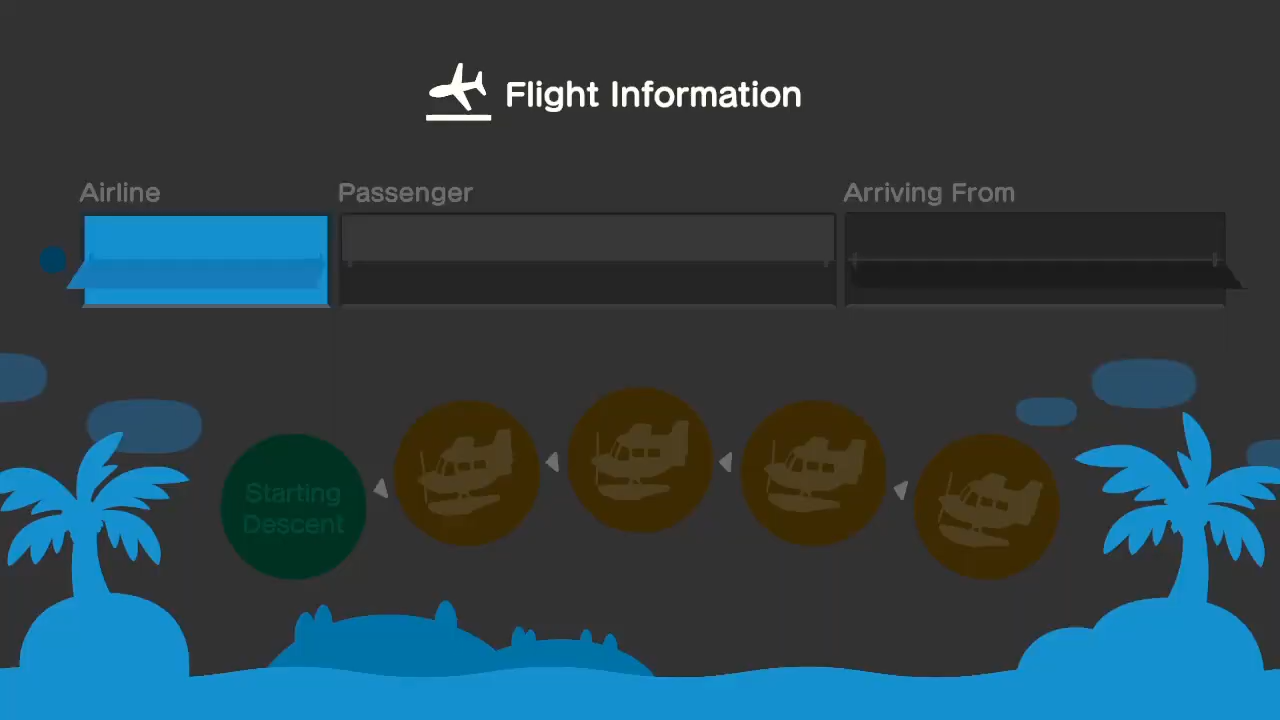 Flight Information
Airline
Passenger
Arriving From
Starting
Descent